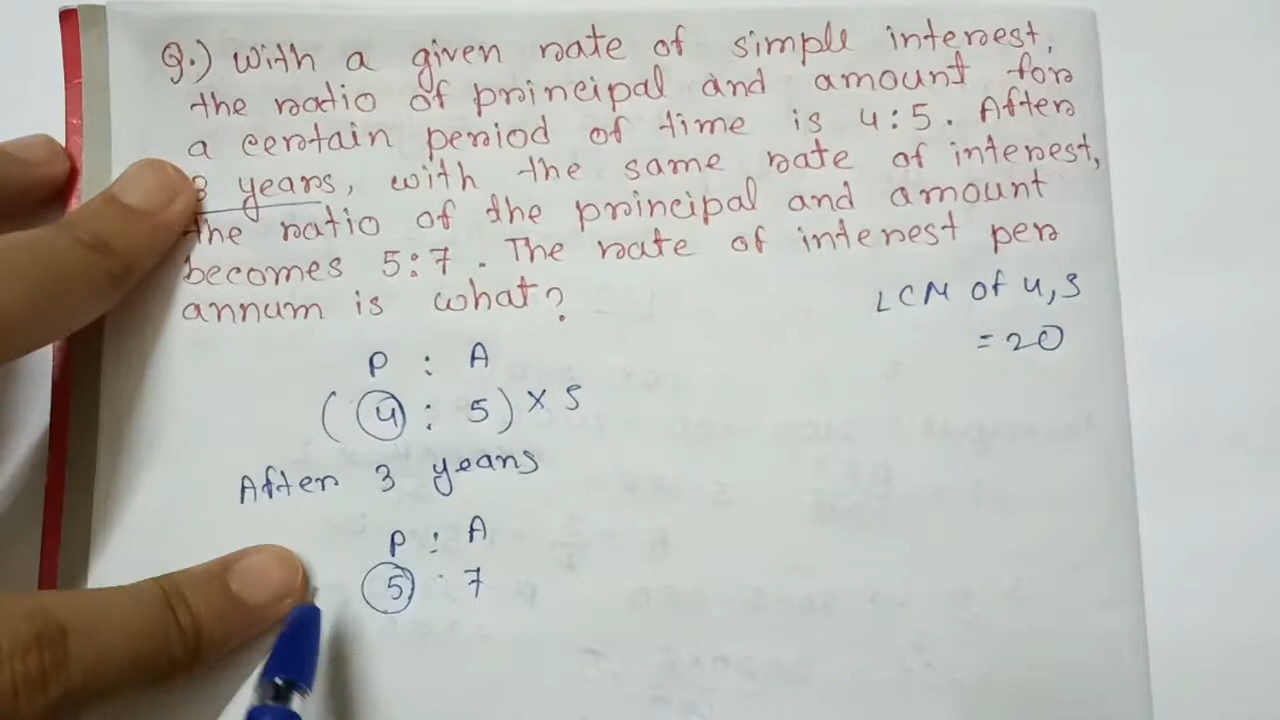 Q.) With a given rate of simple interest,
the ratio of principal and amount for
a certain period of time is 4:5. After
3 years, with the same rate of interest,
the ratio of the principal and amount
becomes 5:7. The rate of interest per
annum is what?
LCM of 4,5
= 20
P : A
(4 : 5) × 5
After 3 years
P : A
5 : 7